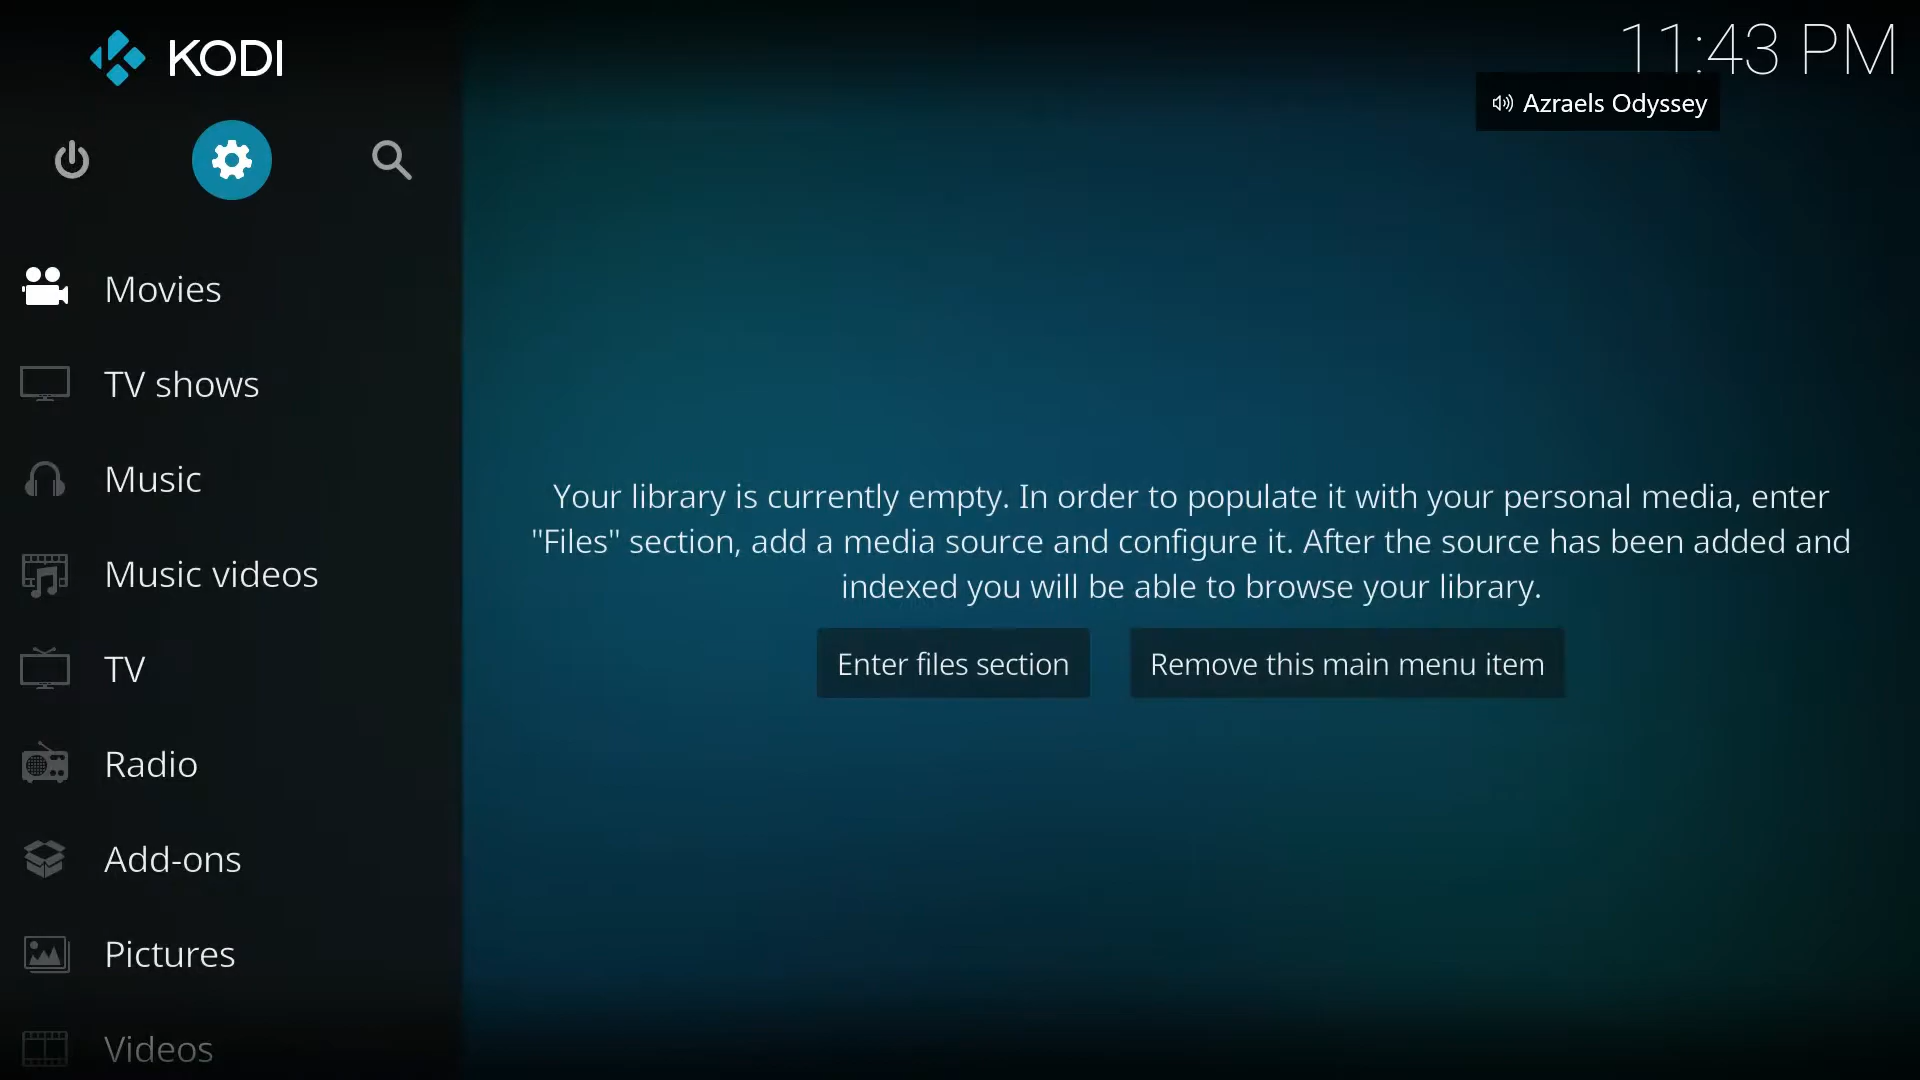 KODI
11:43 PM
Azraels Odyssey
Movies
TV shows
Music
Music videos
TV
Radio
Add-ons
Pictures
Videos
Your library is currently empty. In order to populate it with your personal media, enter
"Files" section, add a media source and configure it. After the source has been added and
indexed you will be able to browse your library.
Enter files section
Remove this main menu item